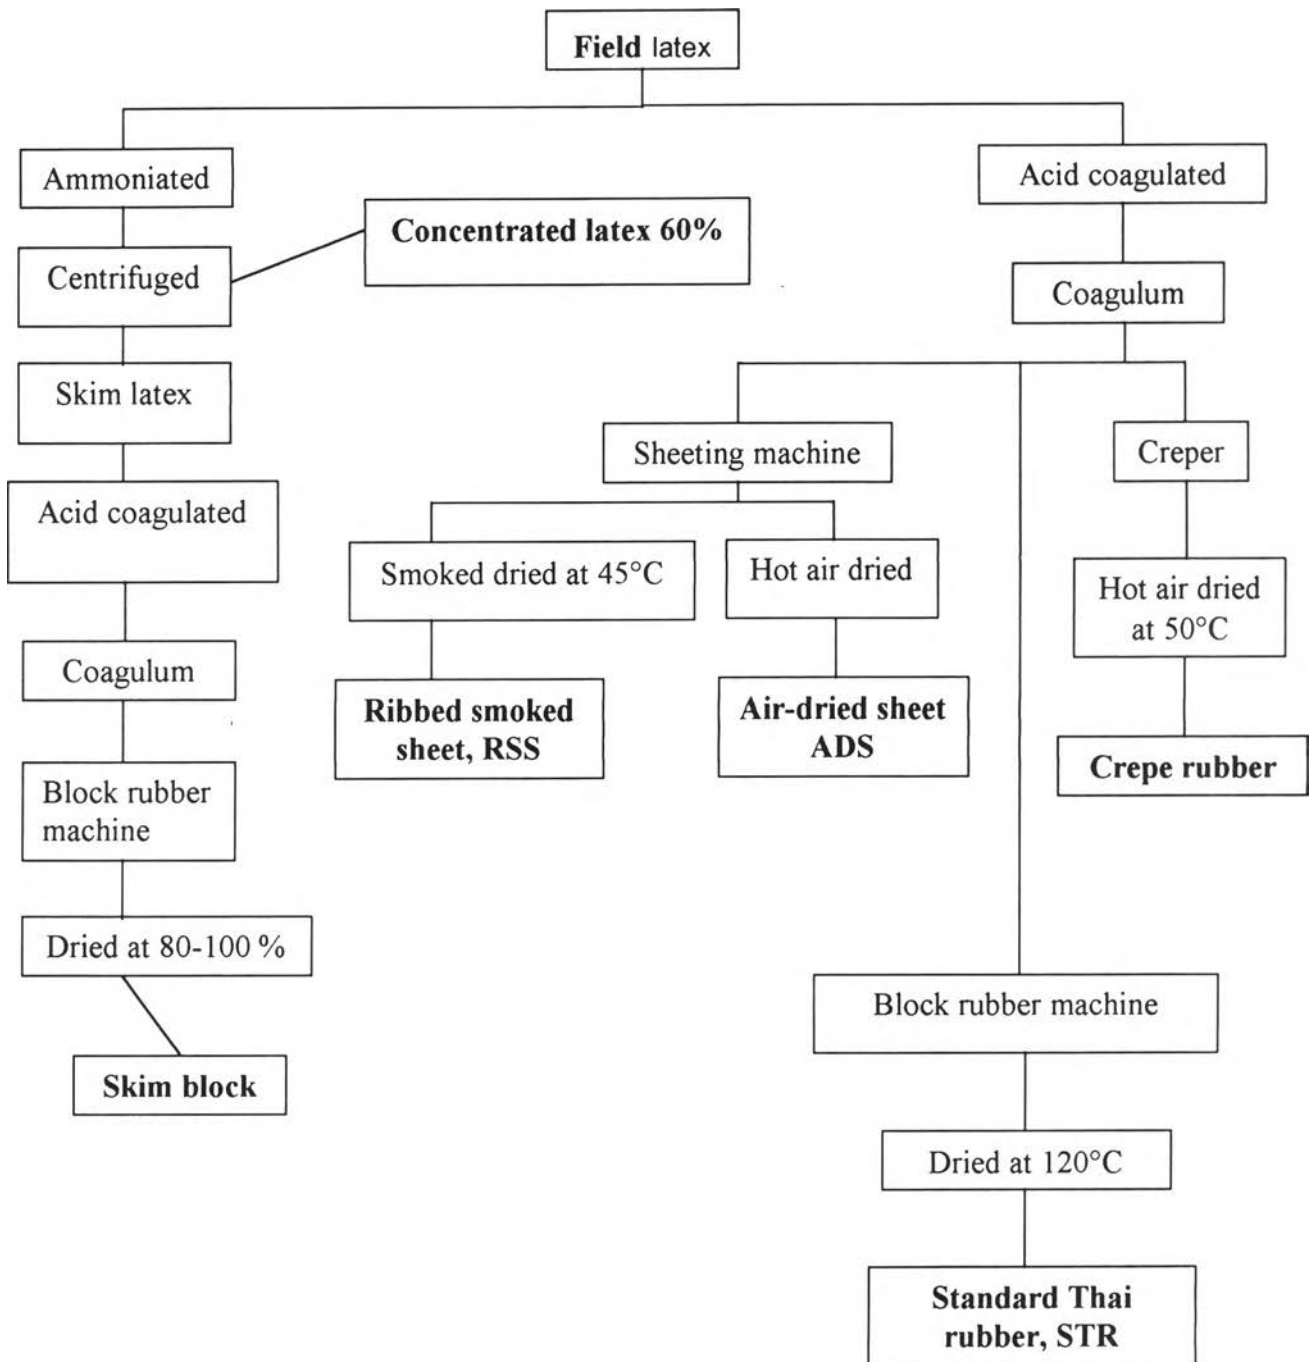 Field latex
Ammoniated
Acid coagulated
Concentrated latex 60%
Centrifuged
Coagulum
Skim latex
Sheeting machine
Creper
Acid coagulated
Smoked dried at 45°C
Hot air dried
Hot air dried
at 50°C
Coagulum
Ribbed smoked
sheet, RSS
Air-dried sheet
ADS
Crepe rubber
Block rubber
machine
Dried at 80-100 %
Block rubber machine
Skim block
Dried at 120°C
Standard Thai
rubber, STR